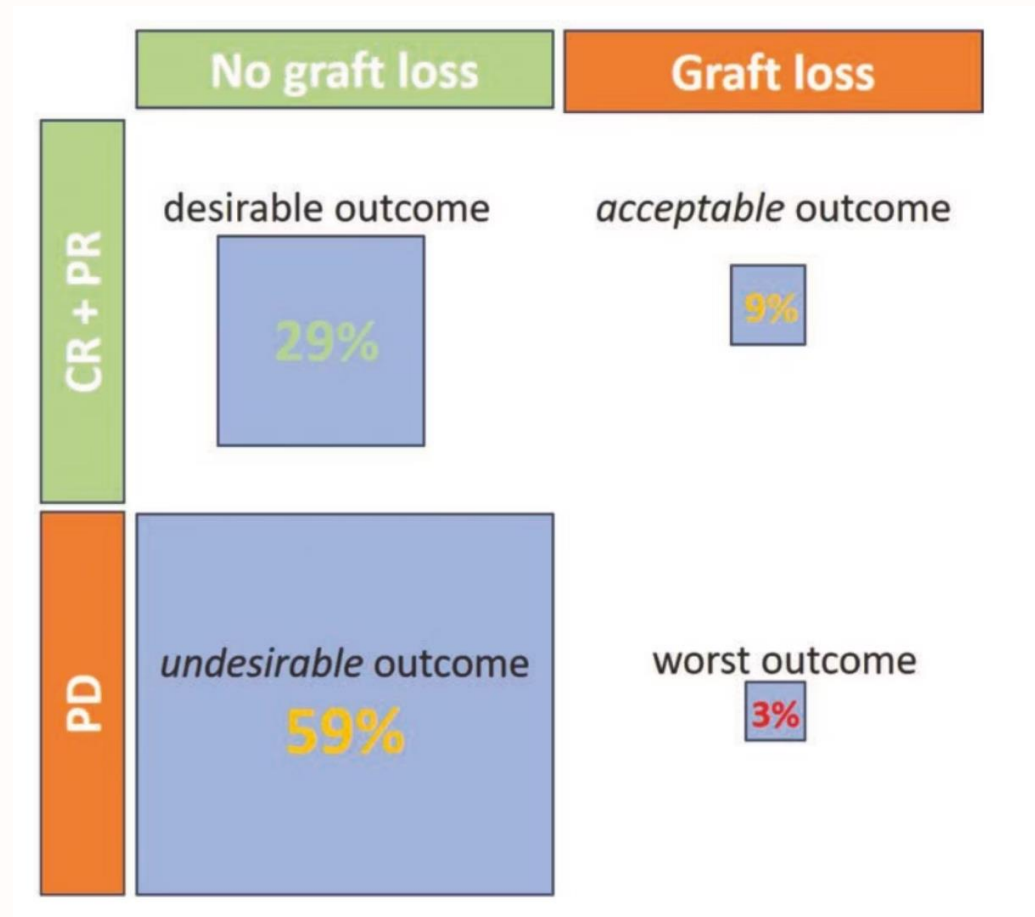 No graft loss
Graft loss
CR + PR
desirable outcome
29%
acceptable outcome
9%
PD
undesirable outcome
59%
worst outcome
3%